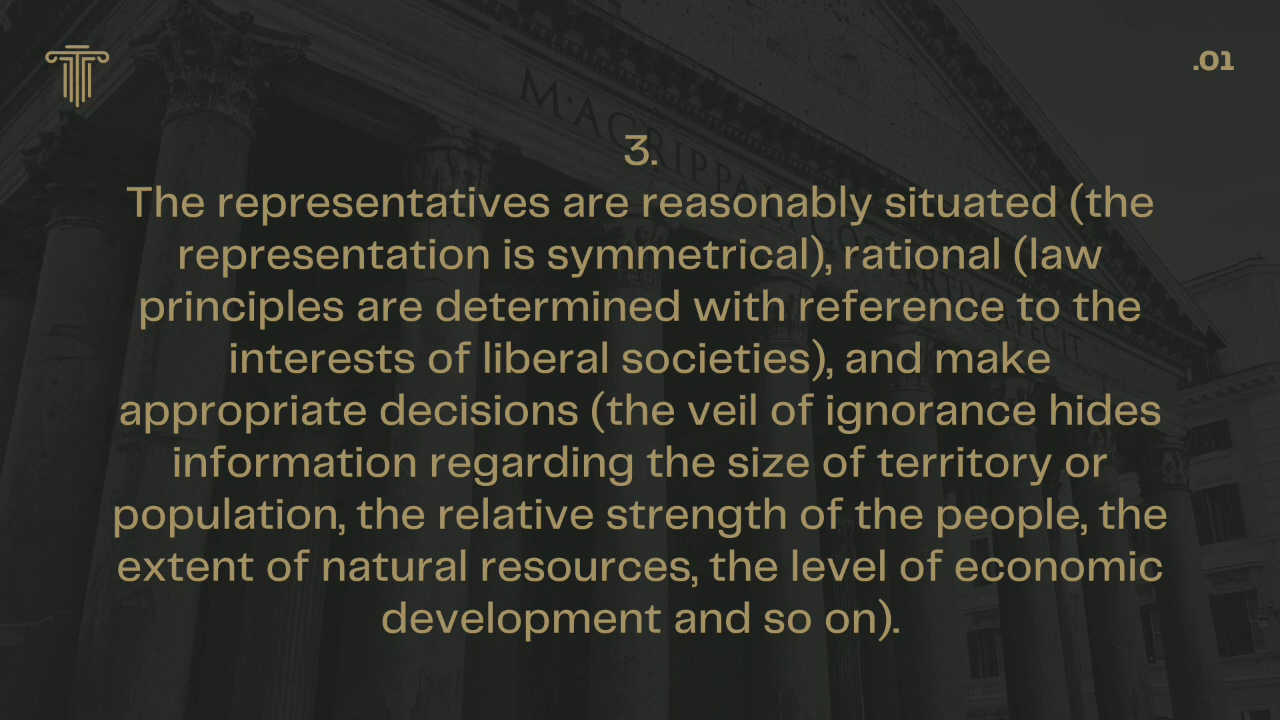 .01
M·AGRIPPA
3.
The representatives are reasonably situated (the
representation is symmetrical), rational (law
principles are determined with reference to the
interests of liberal societies), and make
appropriate decisions (the veil of ignorance hides
information regarding the size of territory or
population, the relative strength of the people, the
extent of natural resources, the level of economic
development and so on).